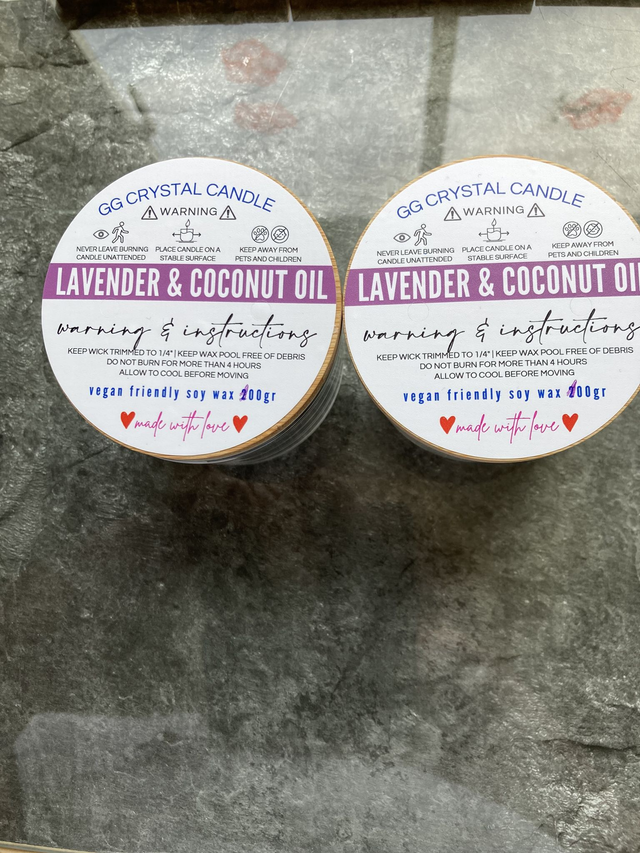 GG CRYSTAL CANDLE
WARNING
NEVER LEAVE BURNING
CANDLE UNATTENDED
PLACE CANDLE ON A
STABLE SURFACE
KEEP AWAY FROM
PETS AND CHILDREN
LAVENDER & COCONUT OIL
warning & instructions
KEEP WICK TRIMMED TO 1/4" | KEEP WAX POOL FREE OF DEBRIS
DO NOT BURN FOR MORE THAN 4 HOURS
ALLOW TO COOL BEFORE MOVING
vegan friendly soy wax 00gr
made with love
GG CRYSTAL CANDLE
WARNING
NEVER LEAVE BURNING
CANDLE UNATTENDED
PLACE CANDLE ON A
STABLE SURFACE
KEEP AWAY FROM
PETS AND CHILDREN
LAVENDER & COCONUT OIL
warning & instructions
KEEP WICK TRIMMED TO 1/4" | KEEP WAX POOL FREE OF DEBRIS
DO NOT BURN FOR MORE THAN 4 HOURS
ALLOW TO COOL BEFORE MOVING
vegan friendly soy wax 00gr
made with love